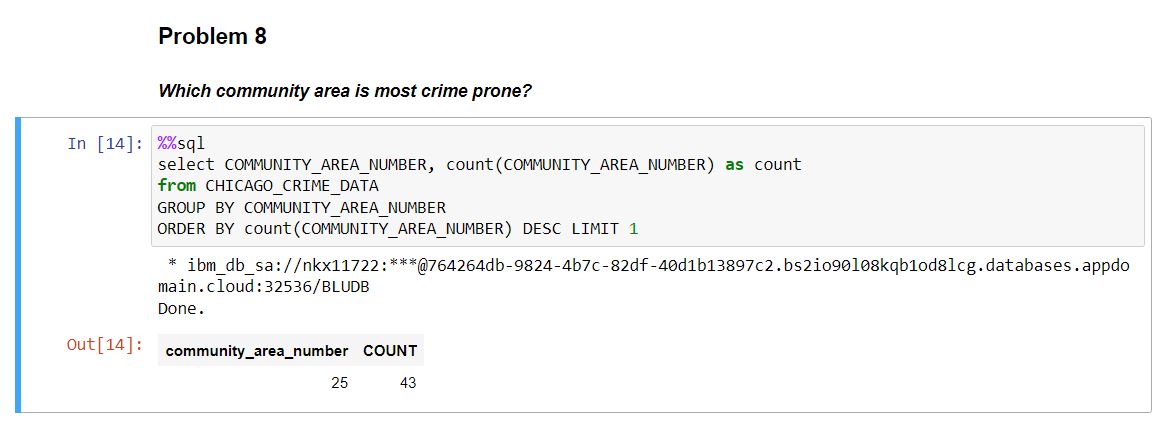 Problem 8
Which community area is most crime prone?
In [14]: %%sql
select COMMUNITY_AREA_NUMBER, count(COMMUNITY_AREA_NUMBER) as count
from CHICAGO_CRIME_DATA
GROUP BY COMMUNITY_AREA_NUMBER
ORDER BY count(COMMUNITY_AREA_NUMBER) DESC LIMIT 1
* ibm_db_sa://nkx11722:***@764264db-9824-4b7c-82df-40d1b13897c2.bs2io90l08kqb1od8lcg.databases.appdo
main.cloud:32536/BLUDB
Done.
Out[14]: community_area_number COUNT
25 43